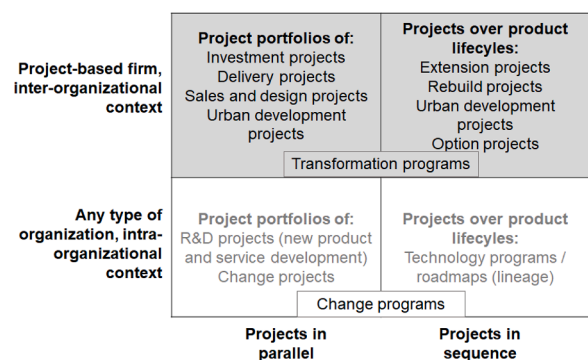 Project-based firm,
inter-organizational
context
Project portfolios of:
Investment projects
Delivery projects
Sales and design projects
Urban development
projects
Projects over product
lifecyles:
Extension projects
Rebuild projects
Urban development
projects
Option projects
Transformation programs
Any type of
organization, intra-
organizational
context
Project portfolios of:
R&D projects (new product
and service development)
Change projects
Projects over product
lifecyles:
Technology programs /
roadmaps (lineage)
Change programs
Projects in
parallel
Projects in
sequence